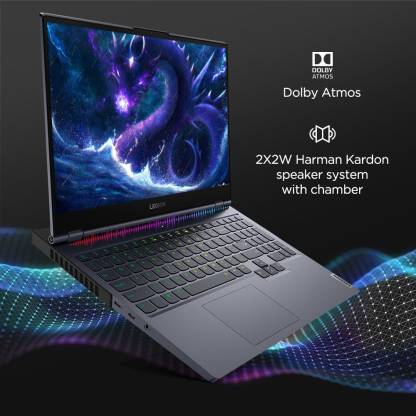 DOLBY
ATMOS
Dolby Atmos
2X2W Harman Kardon
speaker system
with chamber
LEGION